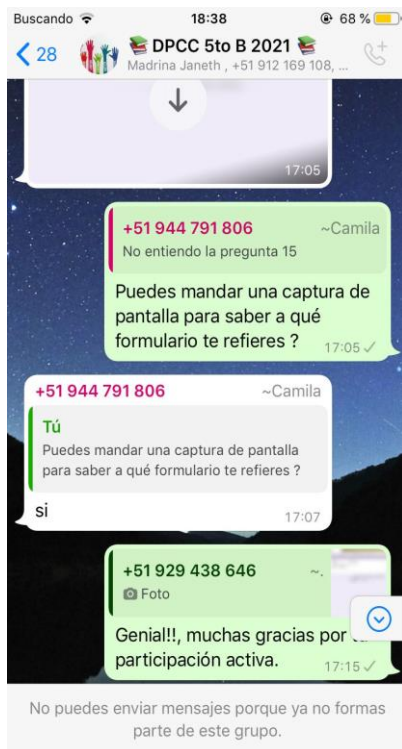 Buscando 18:38 68 %
28 DPCC 5to B 2021
Madrina Janeth , +51 912 169 108, ...
17:05
+51 944 791 806 ~Camila
No entiendo la pregunta 15
Puedes mandar una captura de
pantalla para saber a qué
formulario te refieres ?
17:05
+51 944 791 806 ~Camila
Tú
Puedes mandar una captura de pantalla
para saber a qué formulario te refieres ?
si
17:07
+51 929 438 646 ~.
Foto
Genial!!, muchas gracias por
participación activa.
17:15
No puedes enviar mensajes porque ya no formas
parte de este grupo.